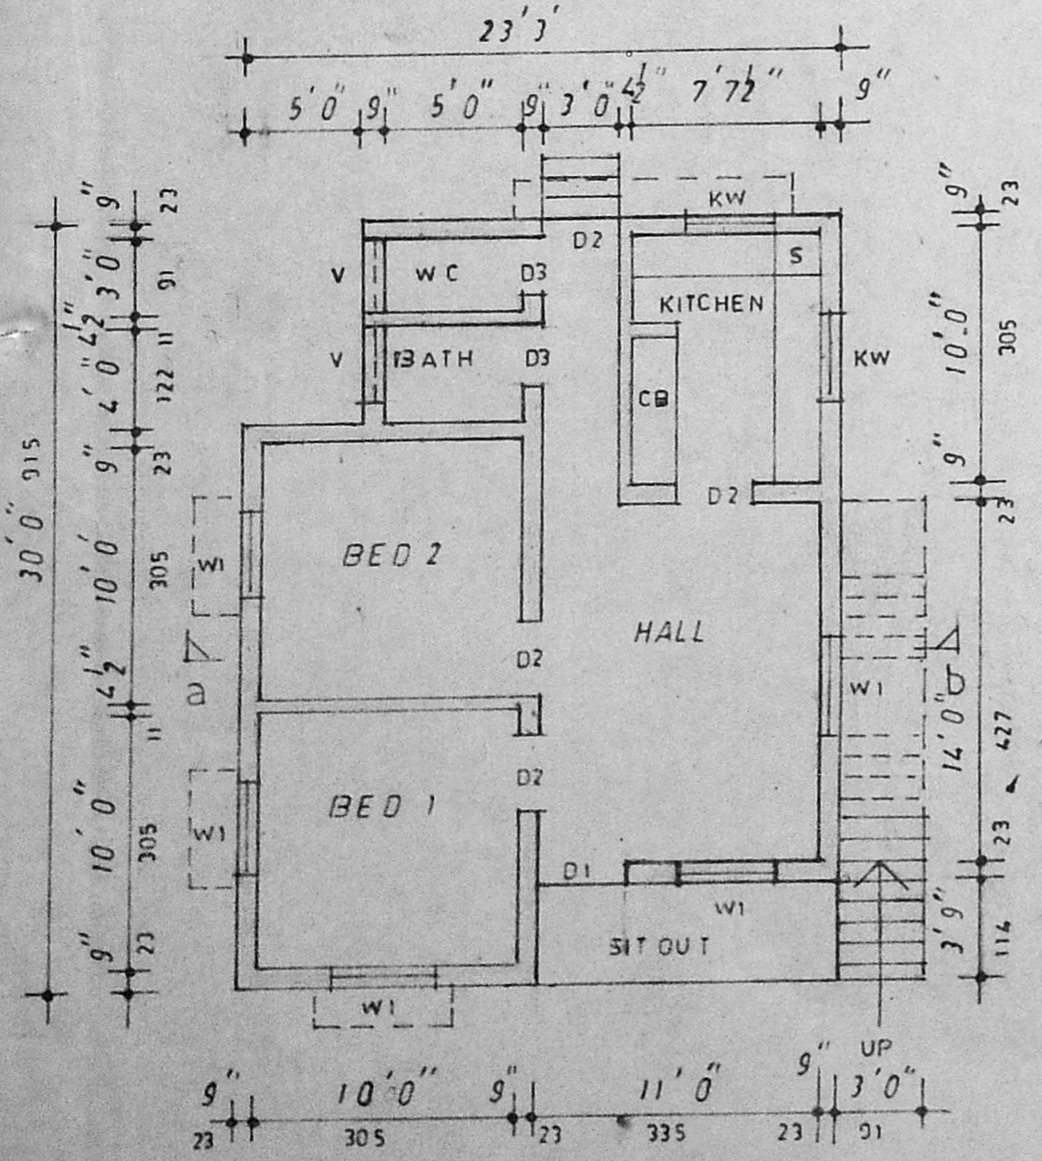 23'3'
5'0" 9" 5'0" 9" 3'0" 4½" 7'7½" 9"
9" 23
3'0" 91
4½" 11
4'0" 122
9" 23
10'0' 305
4½" 11
10'0" 305
9" 23
30'0" 915
KW
D2
S
V WC D3
KITCHEN
V BATH D3
KW
CB
D2
BED 2
W1
HALL
D2
a
W1
a
D2
BED 1
W1
D1
W1
SIT OUT
W1
UP
9" 23
10'.0" 305
9" 23
14'0" 427
23
3'9" 114
9" 10'0" 9" 11'0" 9" 3'0"
23 305 23 335 23 91